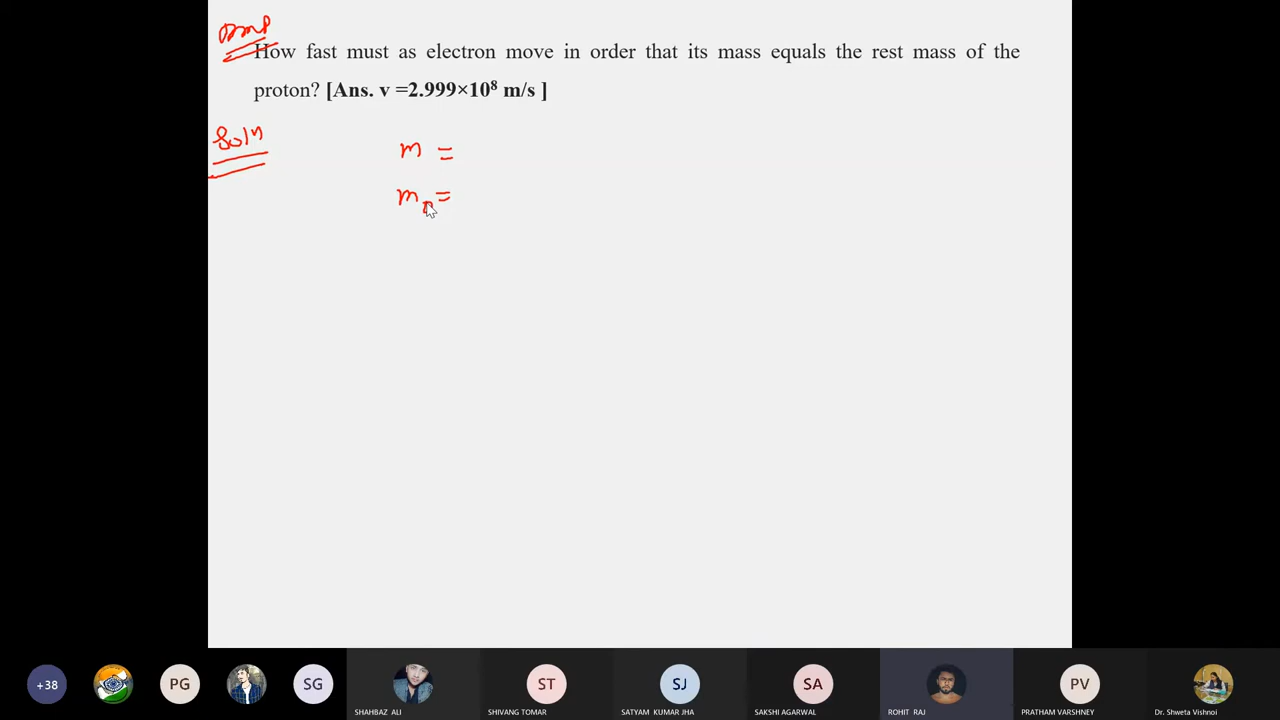 How fast must as electron move in order that its mass equals the rest mass of the
proton? [Ans. v =2.999×10⁸ m/s ]
Soln
m =
m =
+38
PG
SG
ST
SJ
SA
PV
SHAHBAZ ALI
SHIVANG TOMAR
SATYAM KUMAR JHA
SAKSHI AGARWAL
ROHIT RAJ
PRATHAM VARSHNEY
Dr. Shweta Vishnoi